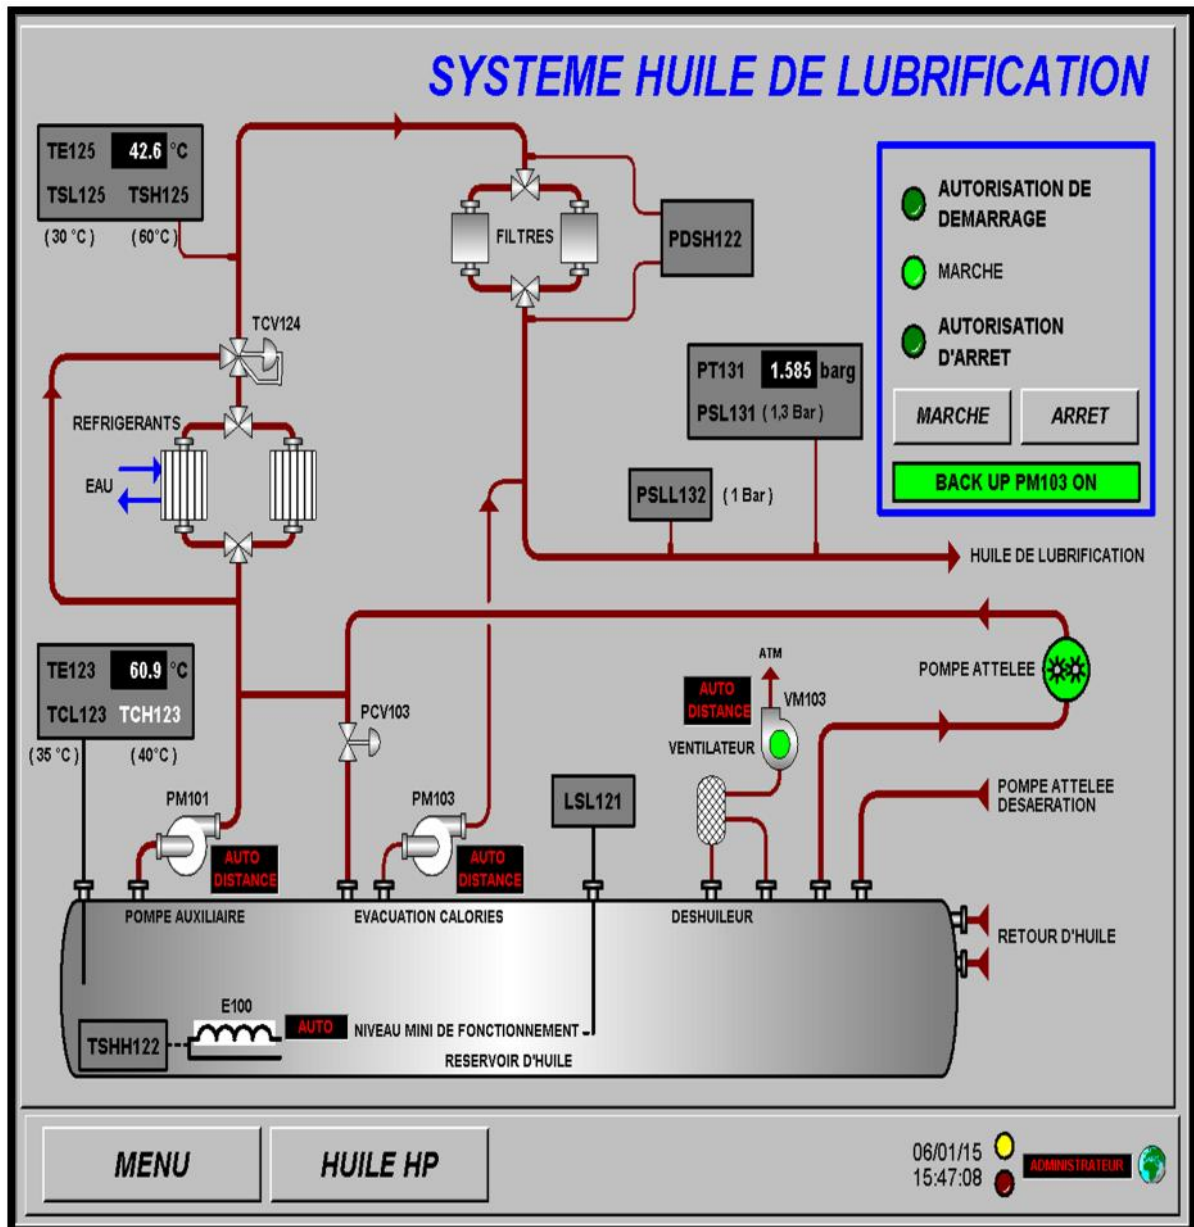 SYSTEME HUILE DE LUBRIFICATION
TE125 42.6 °C
TSL125 TSH125
( 30 °C ) ( 60°C )
FILTRES
PDSH122
AUTORISATION DE
DEMARRAGE
MARCHE
AUTORISATION
D'ARRET
MARCHE ARRET
BACK UP PM103 ON
TCV124
PT131 1.585 barg
PSL131 ( 1,3 Bar )
REFRIGERANTS
EAU
PSLL132 ( 1 Bar )
HUILE DE LUBRIFICATION
TE123 60.9 °C
TCL123 TCH123
( 35 °C ) ( 40°C )
PCV103
ATM
AUTO
DISTANCE
VM103
VENTILATEUR
POMPE ATTELEE
POMPE ATTELEE
DESAERATION
PM101
AUTO
DISTANCE
PM103
AUTO
DISTANCE
LSL121
POMPE AUXILIAIRE
EVACUATION CALORIES
DESHUILEUR
RETOUR D'HUILE
E100
TSHH122
AUTO
NIVEAU MINI DE FONCTIONNEMENT
RESERVOIR D'HUILE
MENU
HUILE HP
06/01/15
15:47:08
ADMINISTRATEUR